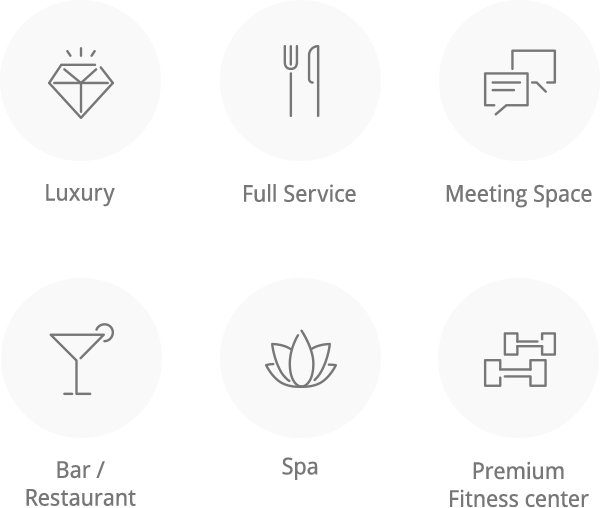 Luxury
Full Service
Meeting Space
Bar /
Restaurant
Spa
Premium
Fitness center